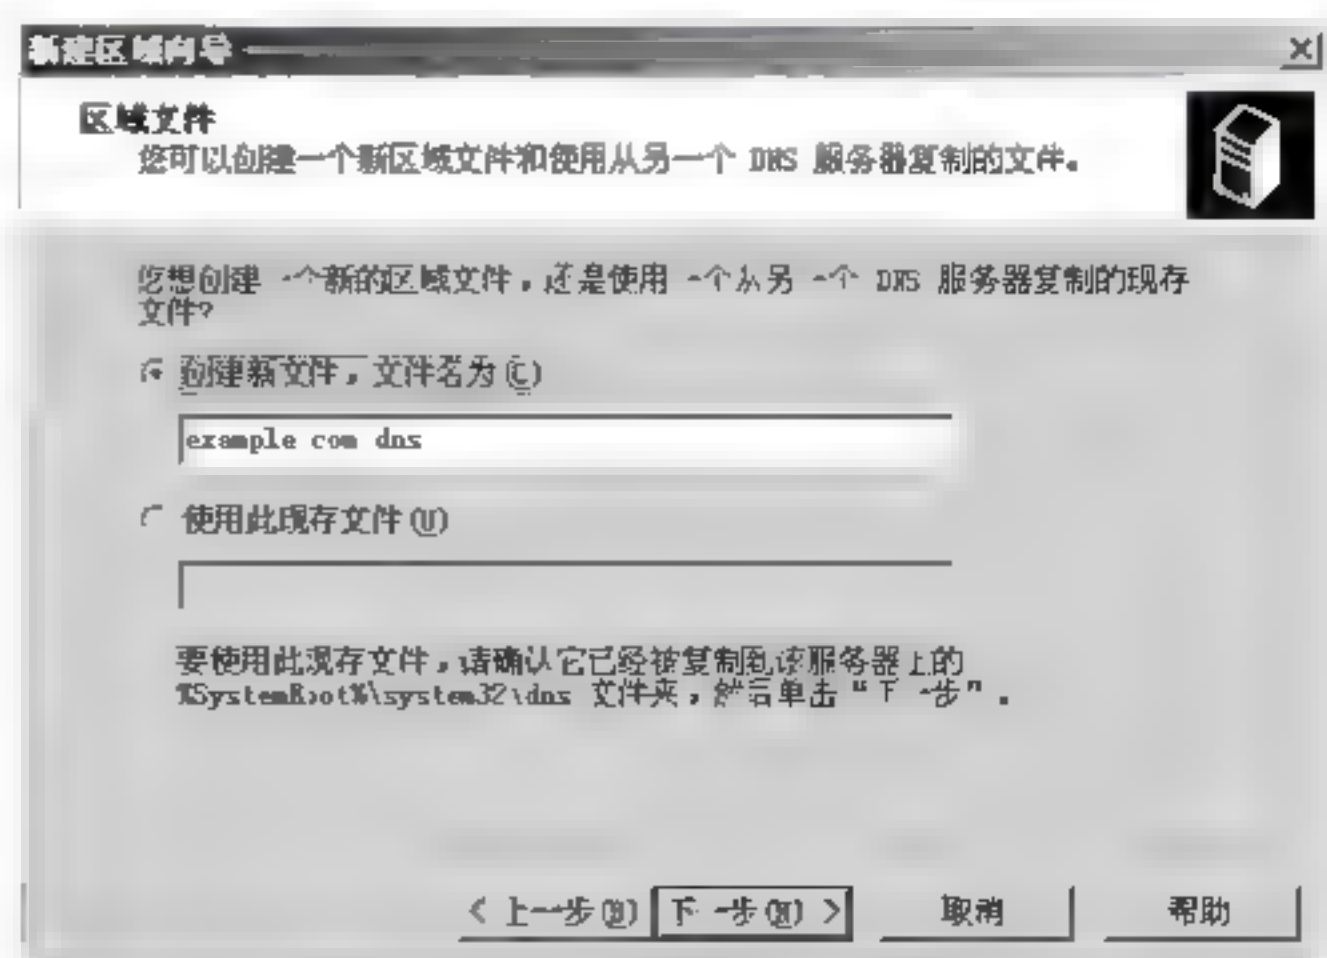 新建区域向导
区域文件
您可以创建一个新区域文件和使用从另一个 DNS 服务器复制的文件。
您想创建一个新的区域文件，还是使用一个从另一个 DNS 服务器复制的现存
文件?
创建新文件，文件名为(C)
example com dns
使用此现存文件(U)
要使用此现存文件，请确认它已经被复制到该服务器上的
%SystemRoot%\system32\dns 文件夹，然后单击“下一步”.
< 上一步(B) 下一步(N) > 取消 帮助